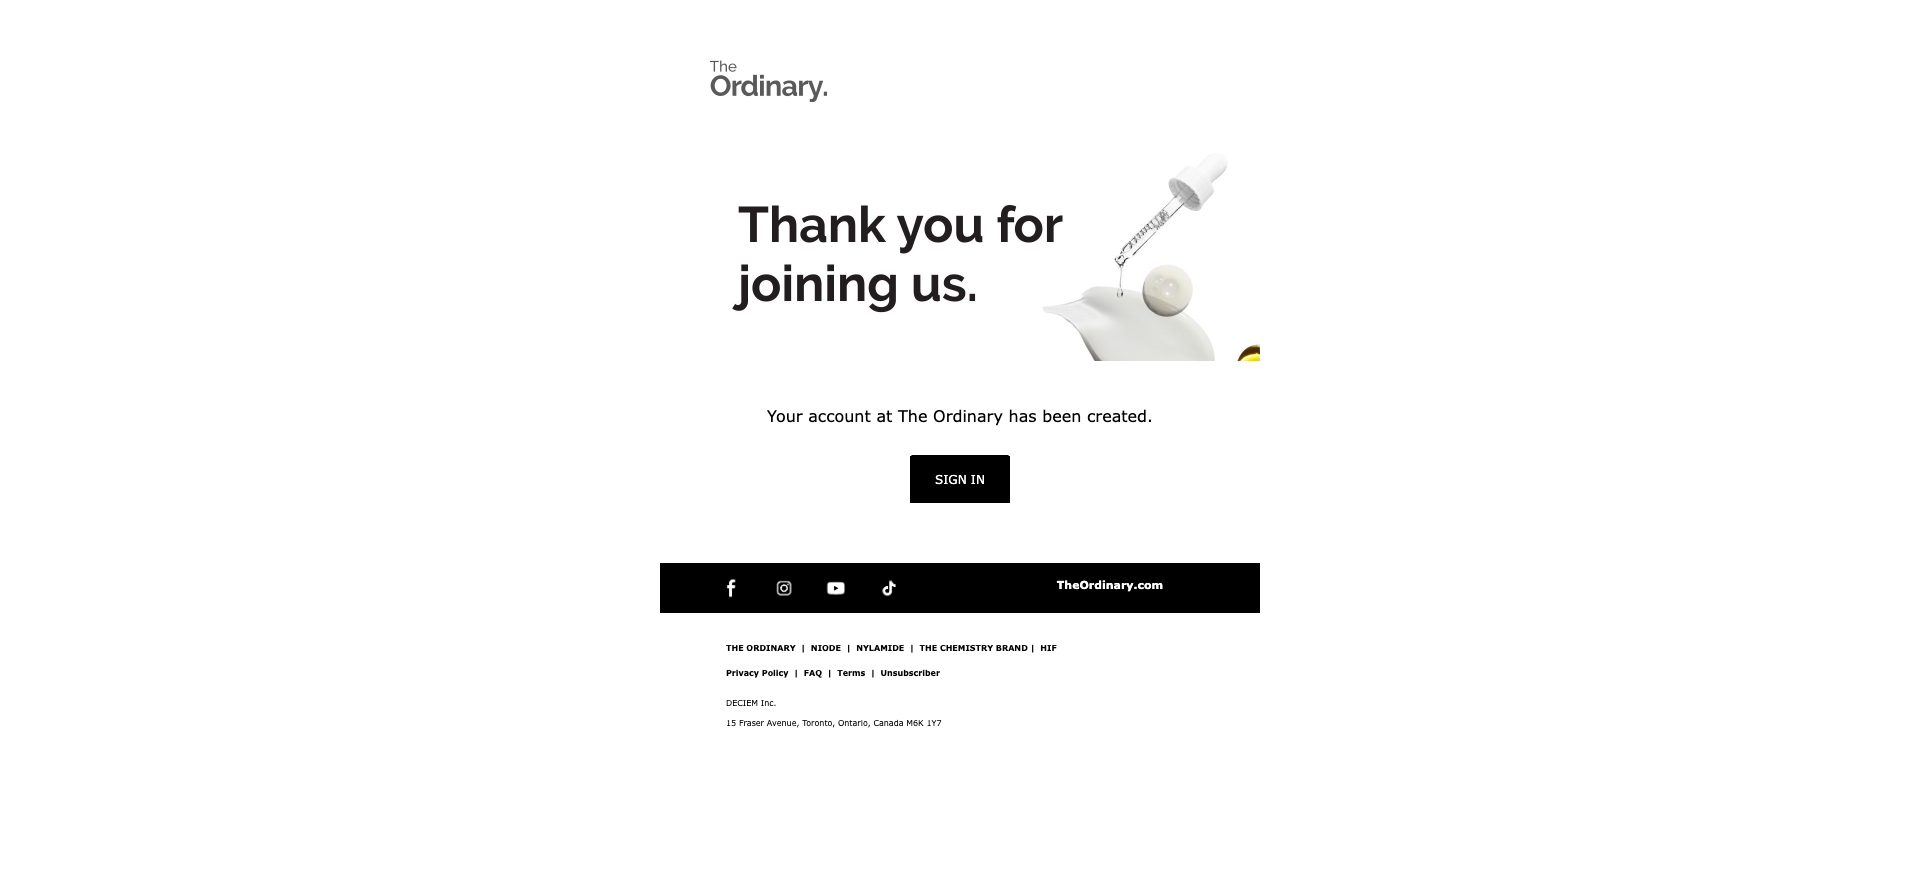 The
Ordinary.
Thank you for
joining us.
Your account at The Ordinary has been created.
SIGN IN
TheOrdinary.com
THE ORDINARY | NIODE | NYLAMIDE | THE CHEMISTRY BRAND | HIF
Privacy Policy | FAQ | Terms | Unsubscriber
DECIEM Inc.
15 Fraser Avenue, Toronto, Ontario, Canada M6K 1Y7